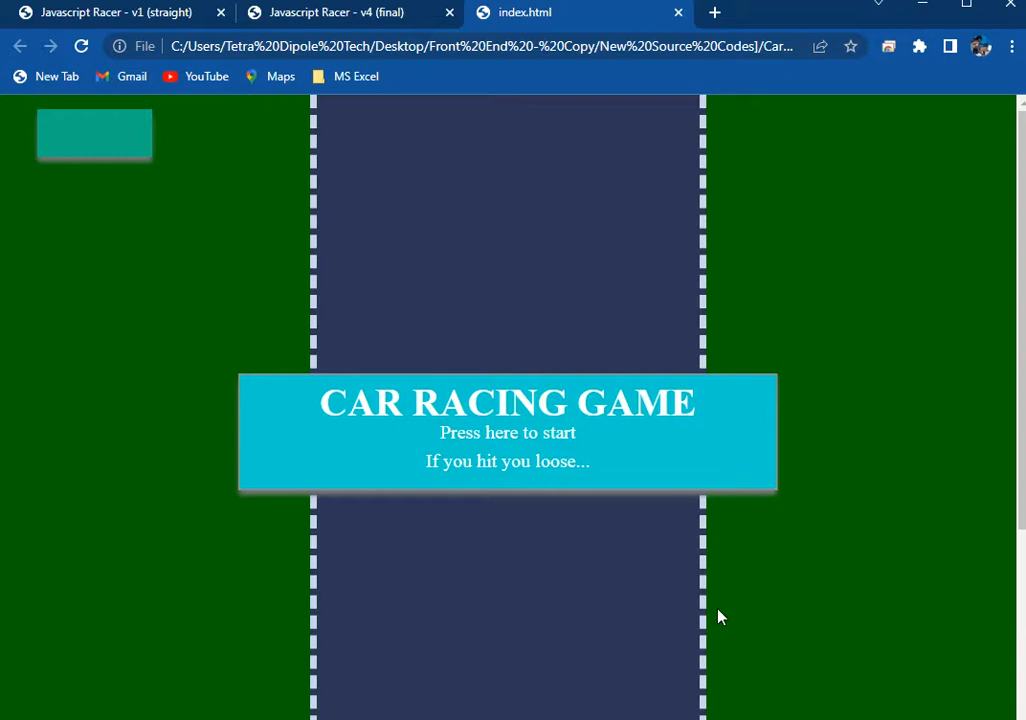 Javascript Racer - v1 (straight)
Javascript Racer - v4 (final)
index.html
File
C:/Users/Tetra%20Dipole%20Tech/Desktop/Front%20End%20-%20Copy/New%20Source%20Codes]/Car...
New Tab
Gmail
YouTube
Maps
MS Excel
CAR RACING GAME
Press here to start
If you hit you loose...